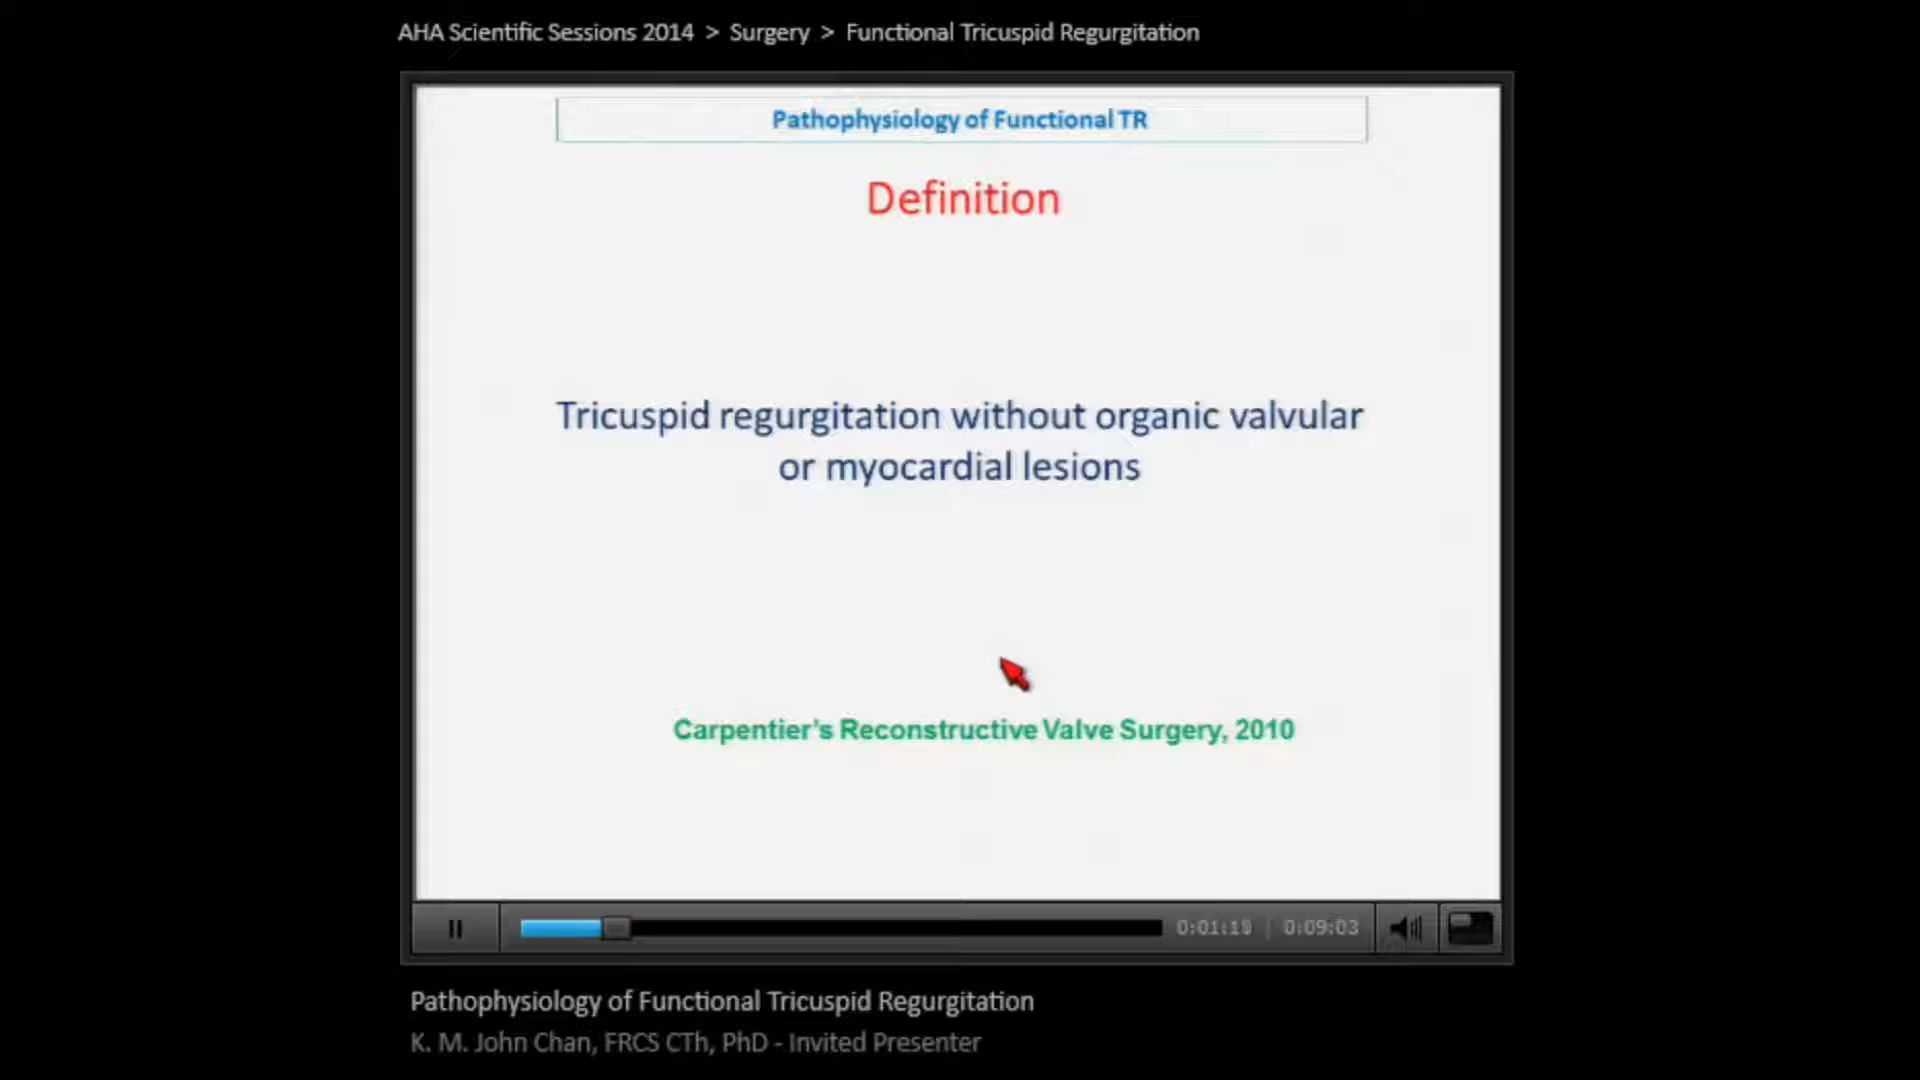 AHA Scientific Sessions 2014 > Surgery > Functional Tricuspid Regurgitation
Pathophysiology of Functional TR
Definition
Tricuspid regurgitation without organic valvular
or myocardial lesions
Carpentier's Reconstructive Valve Surgery, 2010
0:01:18 | 0:09:03
Pathophysiology of Functional Tricuspid Regurgitation
K. M. John Chan, FRCS CTh, PhD - Invited Presenter